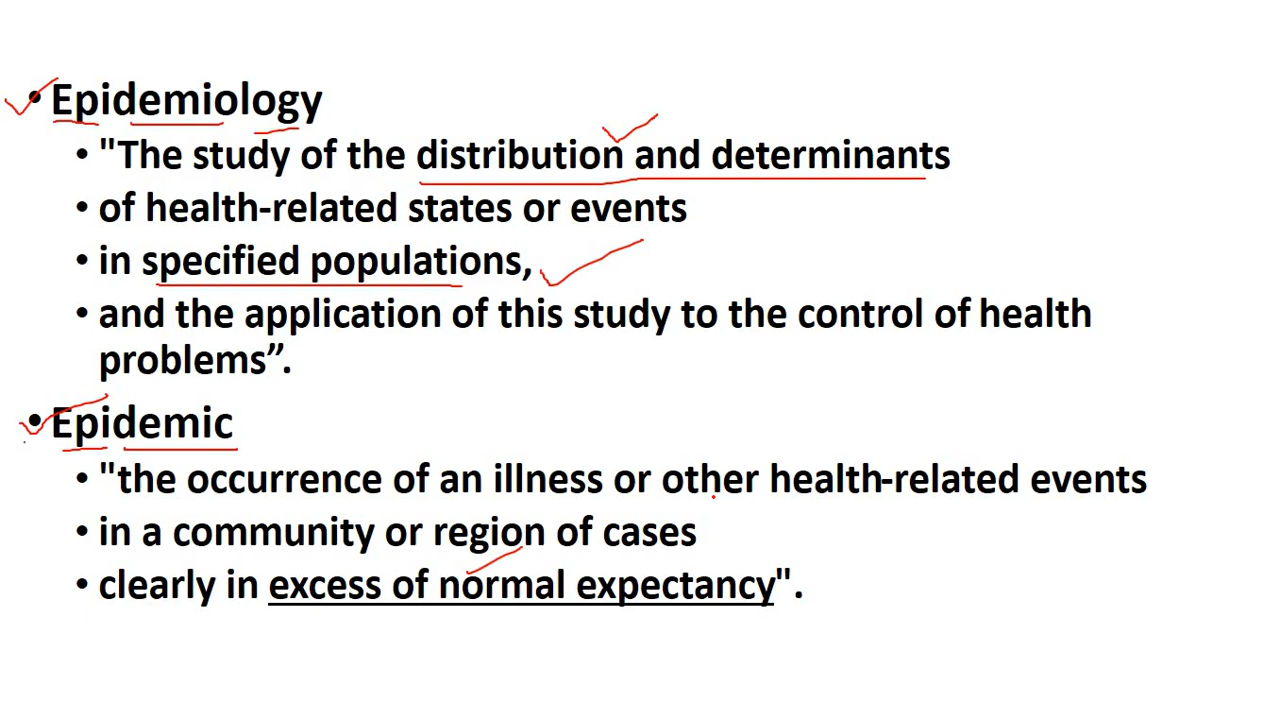 • Epidemiology
• "The study of the distribution and determinants
• of health-related states or events
• in specified populations,
• and the application of this study to the control of health
problems”.
• Epidemic
• "the occurrence of an illness or other health-related events
• in a community or region of cases
• clearly in excess of normal expectancy".